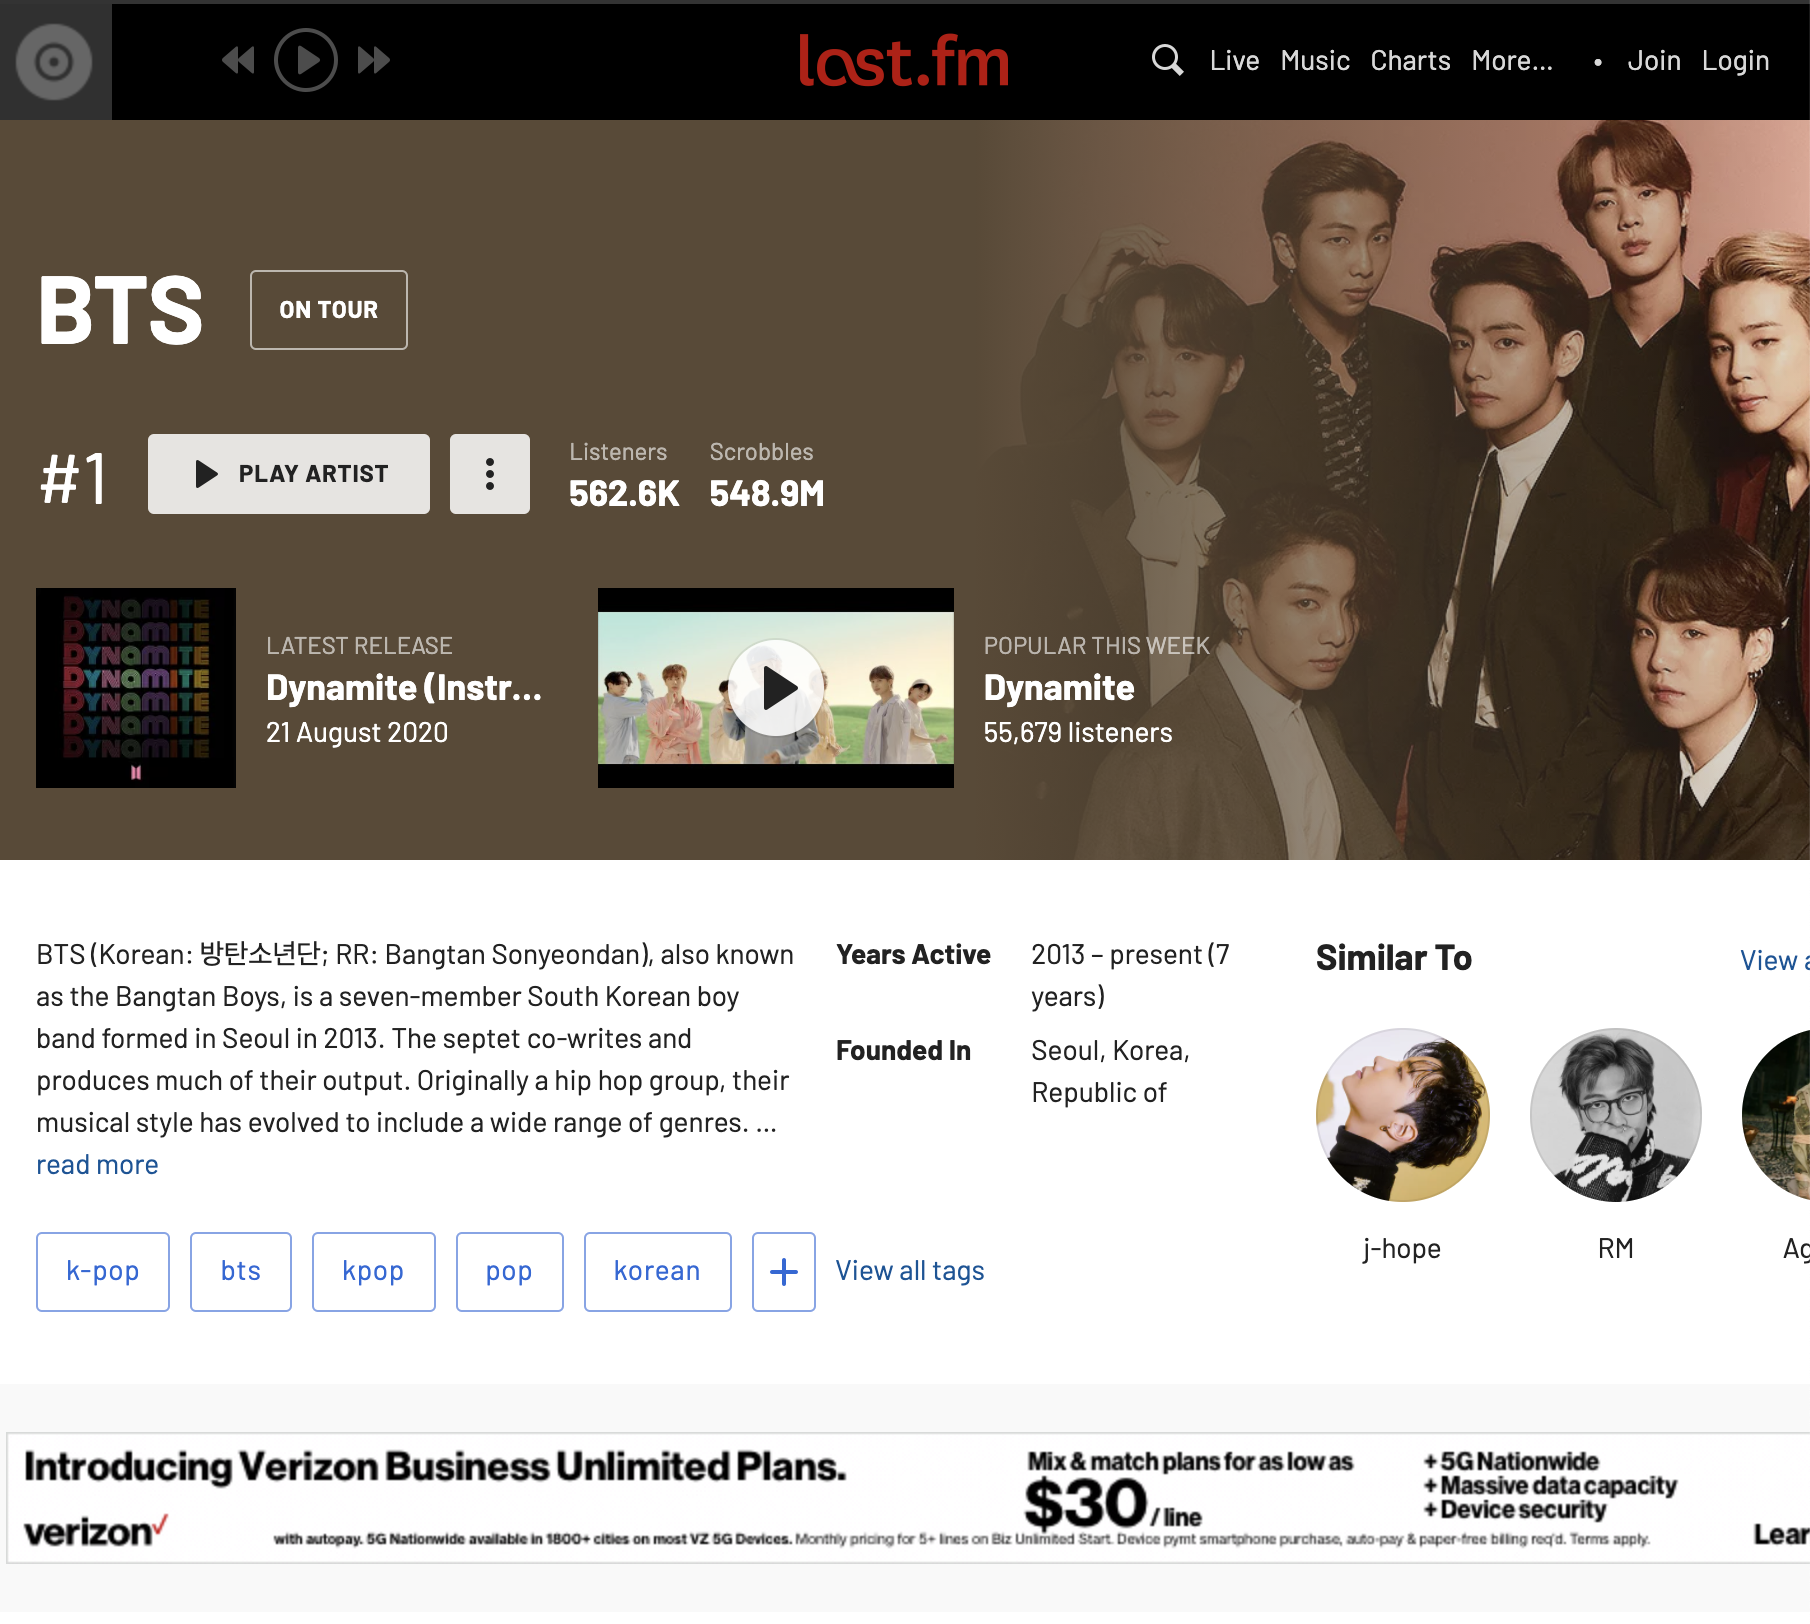 last.fm
Live Music Charts More... • Join Login
BTS
ON TOUR
#1
PLAY ARTIST
Listeners
562.6K
Scrobbles
548.9M
DYNAMITE
DYNAMITE
DYNAMITE
DYNAMITE
DYNAMITE
DYNAMITE
DYNAMITE
LATEST RELEASE
Dynamite (Instr...
21 August 2020
POPULAR THIS WEEK
Dynamite
55,679 listeners
BTS (Korean: 방탄소년단; RR: Bangtan Sonyeondan), also known
as the Bangtan Boys, is a seven-member South Korean boy
band formed in Seoul in 2013. The septet co-writes and
produces much of their output. Originally a hip hop group, their
musical style has evolved to include a wide range of genres. ...
read more
Years Active
2013 – present (7
years)
Founded In
Seoul, Korea,
Republic of
k-pop
bts
kpop
pop
korean
+
View all tags
Similar To
View a
j-hope
RM
Ag
Introducing Verizon Business Unlimited Plans.
verizon
Mix & match plans for as low as
$30 / line
+ 5G Nationwide
+ Massive data capacity
+ Device security
with autopay. 5G Nationwide available in 1800+ cities on most VZ 5G Devices. Monthly pricing for 5+ lines on Biz Unlimited Start. Device pymt smartphone purchase, auto-pay & paper-free billing req'd. Terms apply.
Lear